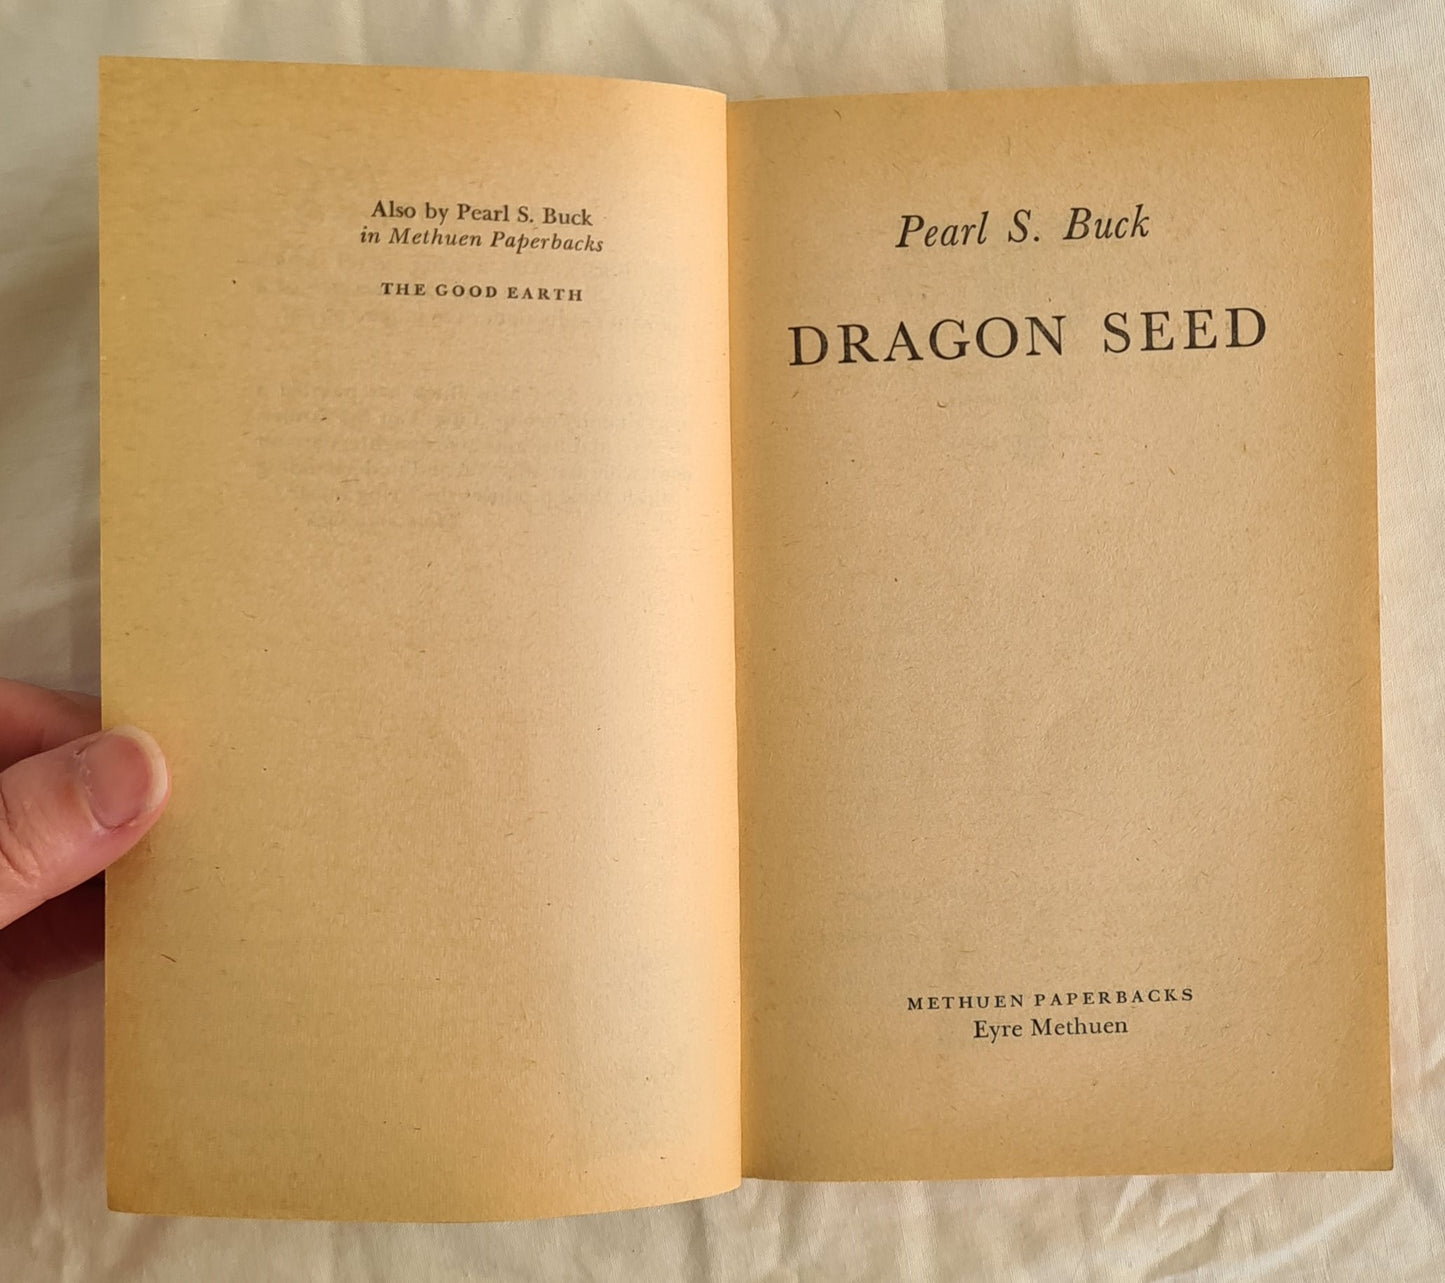 Also by Pearl S. Buck
in Methuen Paperbacks
THE GOOD EARTH
Pearl S. Buck
DRAGON SEED
METHUEN PAPERBACKS
Eyre Methuen